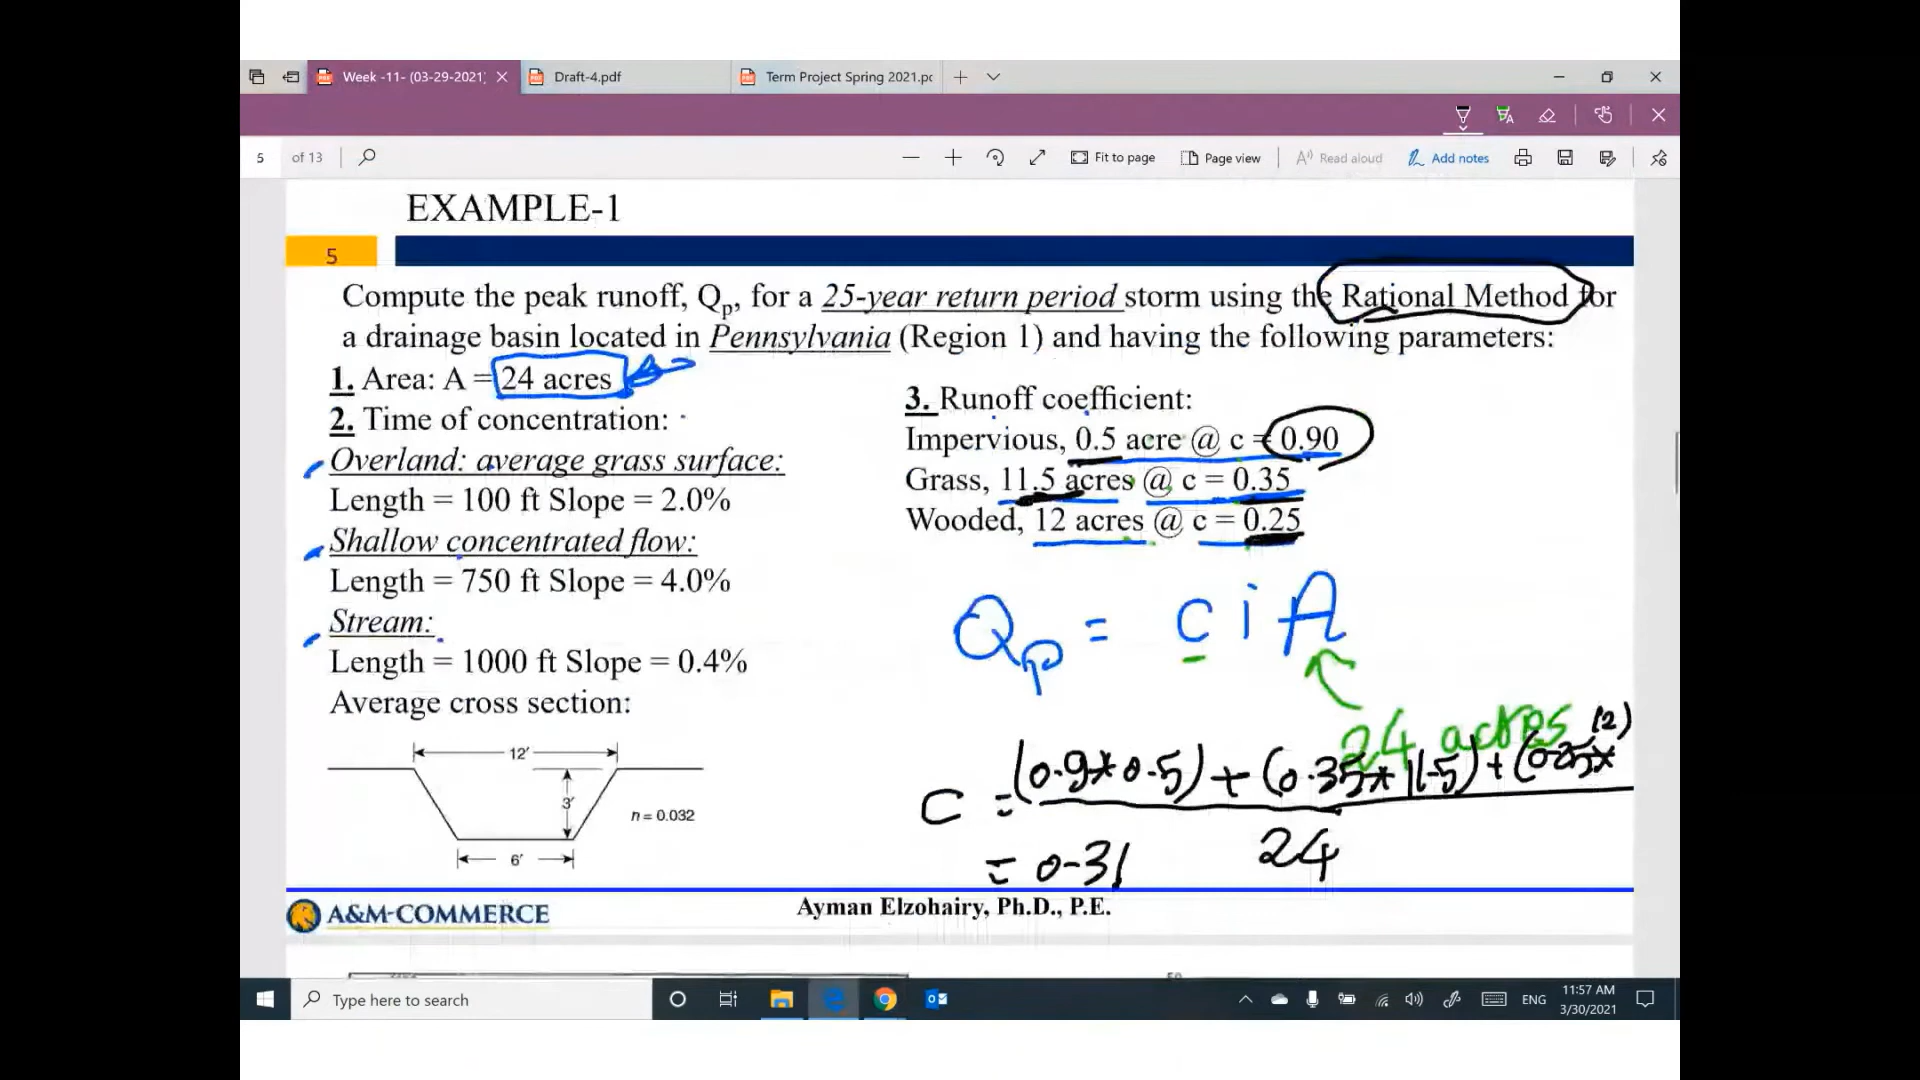 Week -11- (03-29-2021)
Draft-4.pdf
Term Project Spring 2021.pc
5 of 13
Fit to page
Page view
Read aloud
Add notes
EXAMPLE-1
5
Compute the peak runoff, Qp, for a 25-year return period storm using the Rational Method for
a drainage basin located in Pennsylvania (Region 1) and having the following parameters:
1. Area: A = 24 acres
2. Time of concentration:
Overland: average grass surface:
Length = 100 ft Slope = 2.0%
Shallow concentrated flow:
Length = 750 ft Slope = 4.0%
Stream:
Length = 1000 ft Slope = 0.4%
Average cross section:
12'
3'
n = 0.032
6'
3. Runoff coefficient:
Impervious, 0.5 acre @ c = 0.90
Grass, 11.5 acres @ c = 0.35
Wooded, 12 acres @ c = 0.25
Qp = c i A
24 acres
C = (0.9*0.5) + (0.35*11.5) + (0.25*12)
24
= 0.31
A&M-COMMERCE
Ayman Elzohairy, Ph.D., P.E.
Type here to search
ENG
11:57 AM
3/30/2021